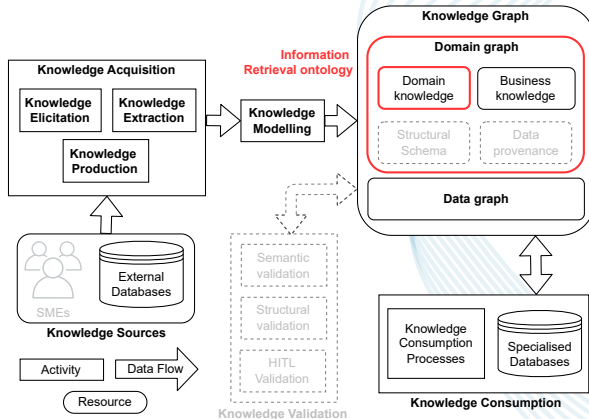 Knowledge Graph
Information
Retrieval ontology
Domain graph
Domain
knowledge
Business
knowledge
Structural
Schema
Data
provenance
Data graph
Knowledge Acquisition
Knowledge
Elicitation
Knowledge
Extraction
Knowledge
Production
Knowledge
Modelling
SMEs
External
Databases
Knowledge Sources
Semantic
validation
Structural
validation
HITL
Validation
Knowledge Validation
Knowledge
Consumption
Processes
Specialised
Databases
Knowledge Consumption
Activity
Data Flow
Resource